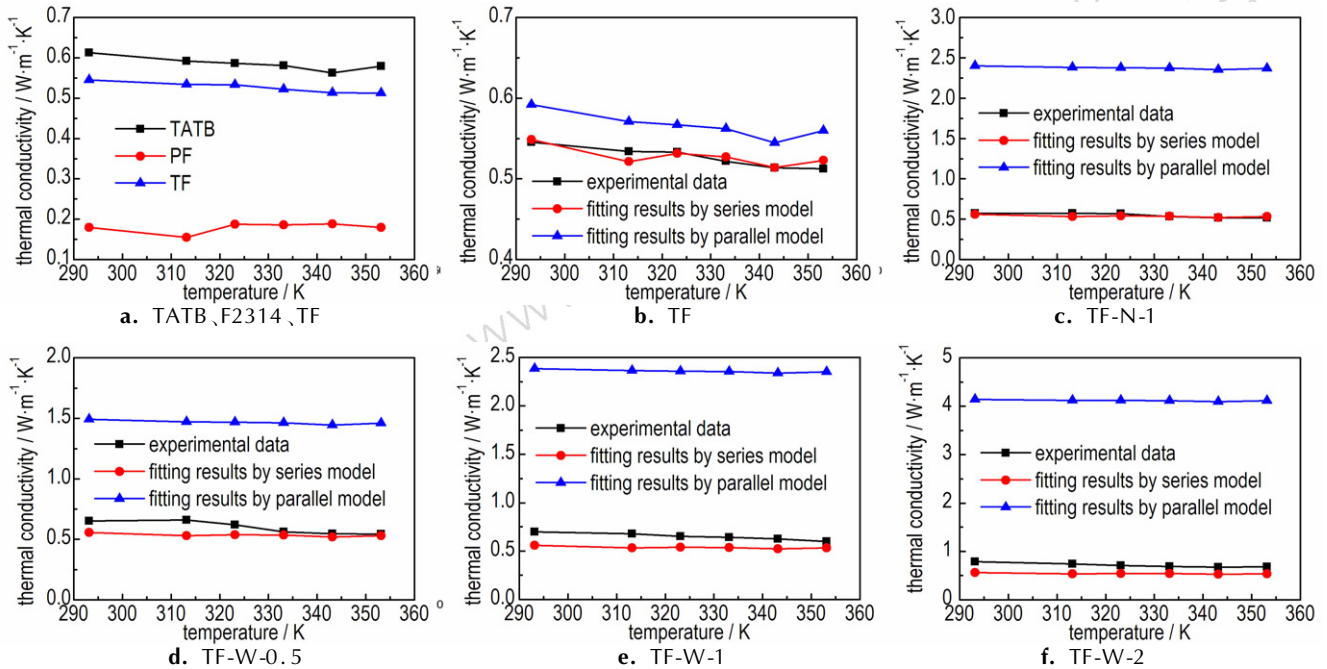 0.7
0.6
0.5
0.4
0.3
0.2
0.1
290 300 310 320 330 340 350 360
thermal conductivity / W·m⁻¹·K⁻¹
temperature / K
TATB
PF
TF
a. TATB、F2314、TF
0.7
0.6
0.5
0.4
290 300 310 320 330 340 350 360
thermal conductivity/ W·m⁻¹·K⁻¹
temperature / K
experimental data
fitting results by series model
fitting results by parallel model
b. TF
3.0
2.5
2.0
1.5
1.0
0.5
0.0
290 300 310 320 330 340 350 360
thermal conductivity/ W·m⁻¹·K⁻¹
temperature / K
experimental data
fitting results by series model
fitting results by parallel model
c. TF-N-1
www.
2.0
1.5
1.0
0.5
0.0
290 300 310 320 330 340 350 360
thermal conductivity / W·m⁻¹·K⁻¹
temperature / K
experimental data
fitting results by series model
fitting results by parallel model
d. TF-W-0.5
2.5
2.0
1.5
1.0
0.5
0.0
290 300 310 320 330 340 350 360
thermal conductivity / W·m⁻¹·K⁻¹
temperature / K
experimental data
fitting results by series model
fitting results by parallel model
e. TF-W-1
5
4
3
2
1
0
290 300 310 320 330 340 350 360
thermal conductivity / W·m⁻¹·K⁻¹
temperature / K
experimental data
fitting results by series model
fitting results by parallel model
f. TF-W-2